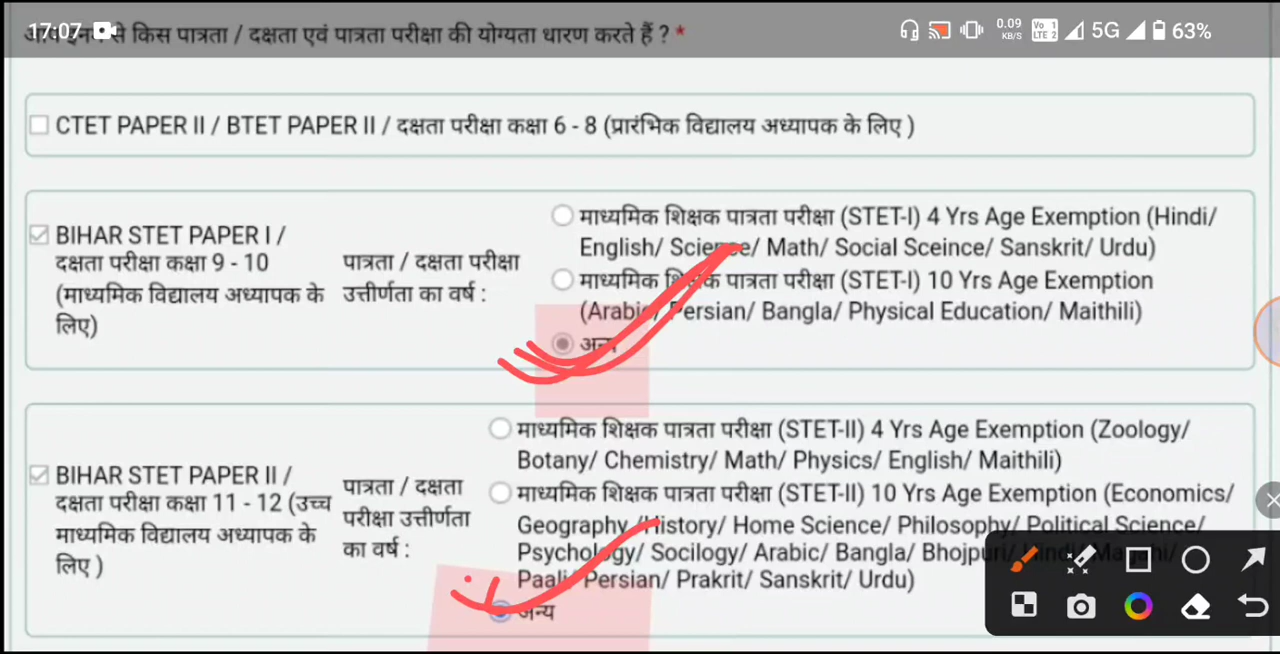 17:07
0.09 KB/S Vo 1 LTE 2 5G 63%
से किस पात्रता / दक्षता एवं पात्रता परीक्षा की योग्यता धारण करते हैं ? *
CTET PAPER II / BTET PAPER II / दक्षता परीक्षा कक्षा 6 - 8 (प्रारंभिक विद्यालय अध्यापक के लिए )
BIHAR STET PAPER I /
दक्षता परीक्षा कक्षा 9 - 10
(माध्यमिक विद्यालय अध्यापक के
लिए)
पात्रता / दक्षता परीक्षा
उत्तीर्णता का वर्ष :
माध्यमिक शिक्षक पात्रता परीक्षा (STET-I) 4 Yrs Age Exemption (Hindi/
English/ Science/ Math/ Social Sceince/ Sanskrit/ Urdu)
माध्यमिक शिक्षक पात्रता परीक्षा (STET-I) 10 Yrs Age Exemption
(Arabic/ Persian/ Bangla/ Physical Education/ Maithili)
अन्य
BIHAR STET PAPER II /
दक्षता परीक्षा कक्षा 11 - 12 (उच्च
माध्यमिक विद्यालय अध्यापक के
लिए )
पात्रता / दक्षता
परीक्षा उत्तीर्णता
का वर्ष :
माध्यमिक शिक्षक पात्रता परीक्षा (STET-II) 4 Yrs Age Exemption (Zoology/
Botany/ Chemistry/ Math/ Physics/ English/ Maithili)
माध्यमिक शिक्षक पात्रता परीक्षा (STET-II) 10 Yrs Age Exemption (Economics/
Geography /History/ Home Science/ Philosophy/ Political Science/
Psychology/ Socilogy/ Arabic/ Bangla/ Bhojpuri/ Hindi/ Magahi/
Paali/ Persian/ Prakrit/ Sanskrit/ Urdu)
अन्य